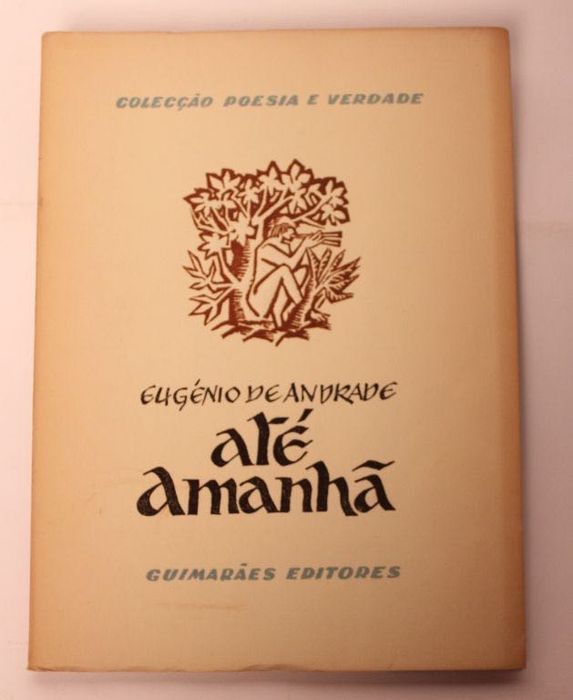 COLECÇÃO POESIA E VERDADE
EUGÉNIO DE ANDRADE
até
amanhã
GUIMARÃES EDITORES